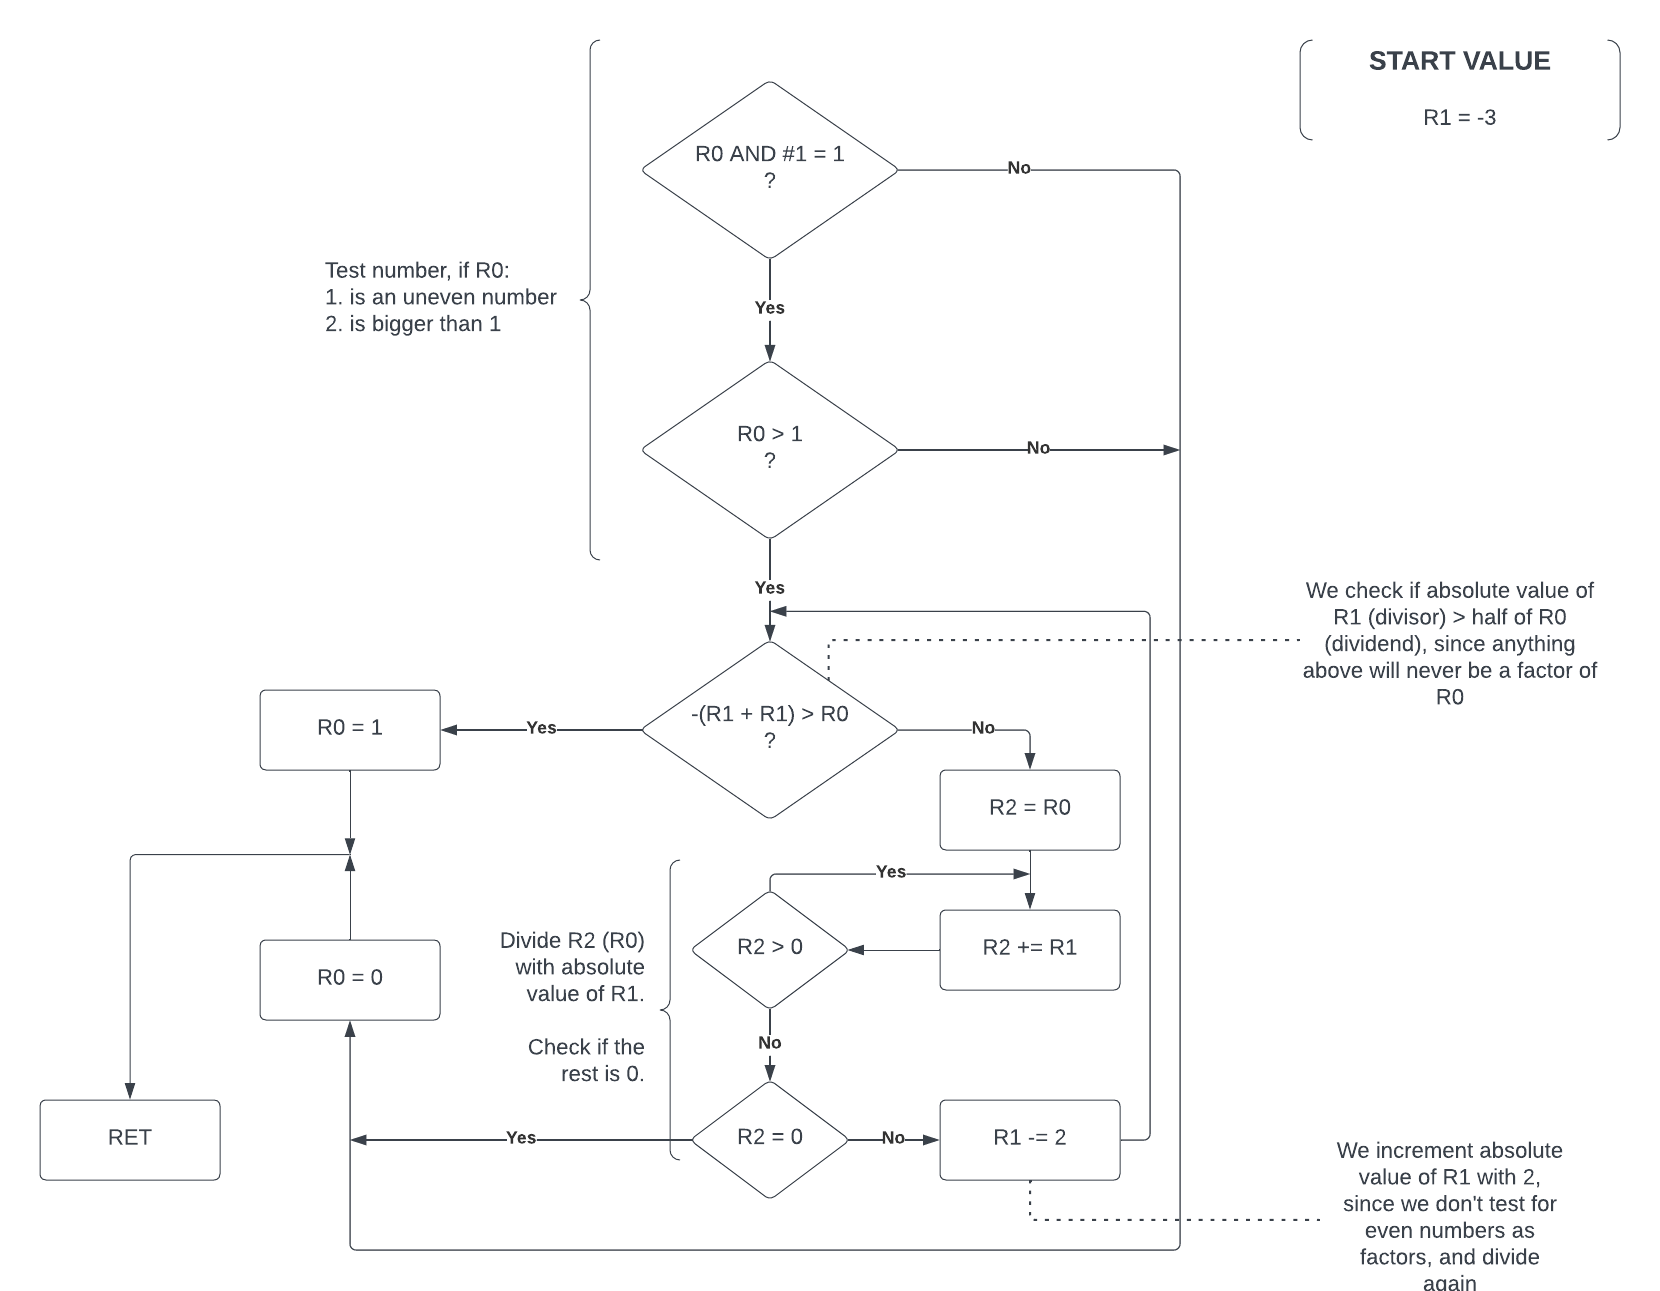 START VALUE
R1 = -3
R0 AND #1 = 1
?
No
Test number, if R0:
1. is an uneven number
2. is bigger than 1
Yes
R0 > 1
?
No
Yes
We check if absolute value of
R1 (divisor) > half of R0
(dividend), since anything
above will never be a factor of
R0
-(R1 + R1) > R0
?
Yes
No
R0 = 1
R2 = R0
Yes
R2 > 0
R2 += R1
Divide R2 (R0)
with absolute
value of R1.
Check if the
rest is 0.
R0 = 0
No
RET
Yes
R2 = 0
No
R1 -= 2
We increment absolute
value of R1 with 2,
since we don't test for
even numbers as
factors, and divide
again